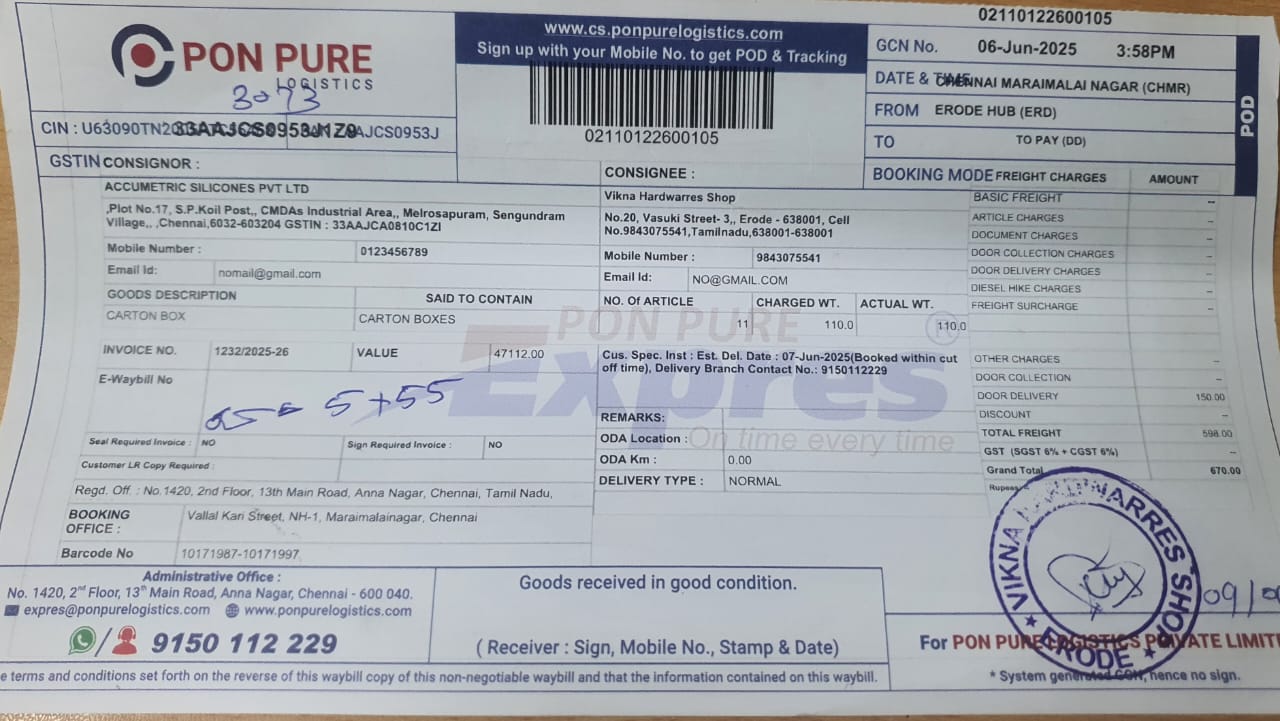 02110122600105
PON PURE
LOGISTICS
3073
www.cs.ponpurelogistics.com
Sign up with your Mobile No. to get POD & Tracking
02110122600105
GCN No. 06-Jun-2025 3:58PM
DATE & TIME CHENNAI MARAIMALAI NAGAR (CHMR)
FROM ERODE HUB (ERD)
TO TO PAY (DD)
BOOKING MODE
POD
CIN : U63090TN20 AJCS0953J
33AAJCS0953J1Z9
GSTIN
CONSIGNOR :
ACCUMETRIC SILICONES PVT LTD
,Plot No.17, S.P.Koil Post,, CMDAs Industrial Area,, Melrosapuram, Sengundram
Village,, ,Chennai,6032-603204 GSTIN : 33AAJCA0810C1ZI
Mobile Number : 0123456789
Email Id: nomail@gmail.com
GOODS DESCRIPTION SAID TO CONTAIN
CARTON BOX CARTON BOXES
INVOICE NO. 1232/2025-26 VALUE 47112.00
E-Waybill No
5+55
Seal Required Invoice : NO Sign Required Invoice : NO
Customer LR Copy Required :
Regd. Off. : No.1420, 2nd Floor, 13th Main Road, Anna Nagar, Chennai, Tamil Nadu,
BOOKING
OFFICE : Vallal Kari Street, NH-1, Maraimalainagar, Chennai
Barcode No 10171987-10171997
CONSIGNEE :
Vikna Hardwarres Shop
No.20, Vasuki Street- 3,, Erode - 638001, Cell
No.9843075541,Tamilnadu,638001-638001
Mobile Number : 9843075541
Email Id: NO@GMAIL.COM
NO. Of ARTICLE CHARGED WT. ACTUAL WT.
11 110.0 110.0
PON PURE
Expres
On time every time
Cus. Spec. Inst : Est. Del. Date : 07-Jun-2025(Booked within cut
off time), Delivery Branch Contact No.: 9150112229
REMARKS:
ODA Location :
ODA Km : 0.00
DELIVERY TYPE : NORMAL
FREIGHT CHARGES AMOUNT
BASIC FREIGHT --
ARTICLE CHARGES --
DOCUMENT CHARGES --
DOOR COLLECTION CHARGES --
DOOR DELIVERY CHARGES --
DIESEL HIKE CHARGES --
FREIGHT SURCHARGE --
OTHER CHARGES --
DOOR COLLECTION --
DOOR DELIVERY 150.00
DISCOUNT --
TOTAL FREIGHT 598.00
GST (SGST 6% + CGST 6%) --
Grand Total 670.00
Rupees
VIKNA HARDWARRES SHOP
★ ERODE ★
09/0
Administrative Office :
No. 1420, 2nd Floor, 13th Main Road, Anna Nagar, Chennai - 600 040.
expres@ponpurelogistics.com www.ponpurelogistics.com
9150 112 229
Goods received in good condition.
( Receiver : Sign, Mobile No., Stamp & Date)
For PON PURE LOGISTICS PRIVATE LIMITE
* System generated GCN, hence no sign.
e terms and conditions set forth on the reverse of this waybill copy of this non-negotiable waybill and that the information contained on this waybill.